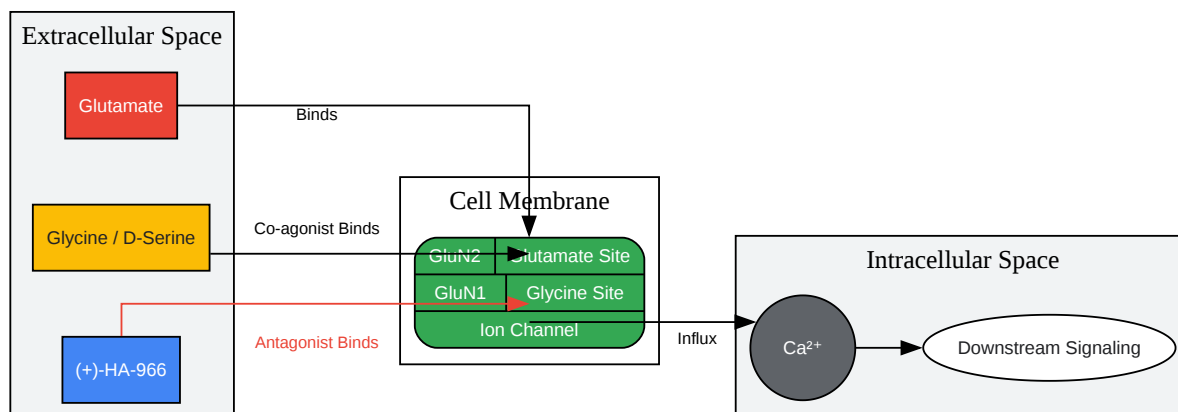 Extracellular Space
Glutamate
Binds
Cell Membrane
Glycine / D-Serine
Co-agonist Binds
GluN2
Glutamate Site
GluN1
Glycine Site
Ion Channel
(+)-HA-966
Antagonist Binds
Influx
Intracellular Space
Ca²⁺
Downstream Signaling